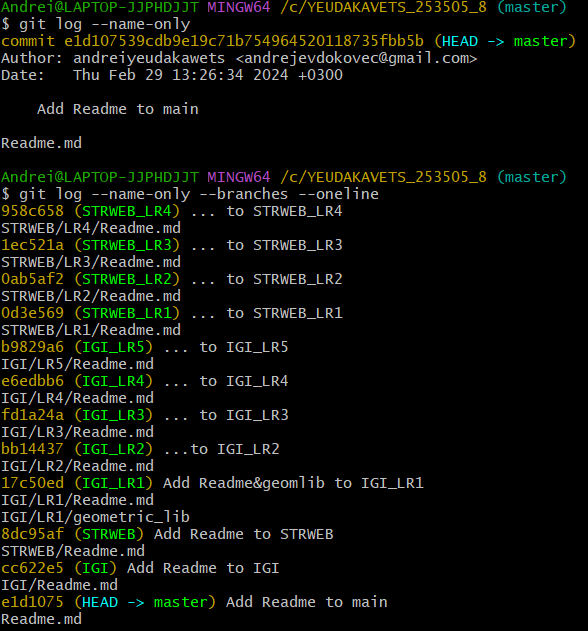 Andrei@LAPTOP-JJPHDJJT MINGW64 /c/YEUDAKAVETS_253505_8 (master)
$ git log --name-only
commit e1d107539cdb9e19c71b754964520118735fbb5b (HEAD -> master)
Author: andreiyeudakawets <andrejevdokovec@gmail.com>
Date:   Thu Feb 29 13:26:34 2024 +0300

    Add Readme to main

Readme.md

Andrei@LAPTOP-JJPHDJJT MINGW64 /c/YEUDAKAVETS_253505_8 (master)
$ git log --name-only --branches --oneline
958c658 (STRWEB_LR4) ... to STRWEB_LR4
STRWEB/LR4/Readme.md
1ec521a (STRWEB_LR3) ... to STRWEB_LR3
STRWEB/LR3/Readme.md
0ab5af2 (STRWEB_LR2) ... to STRWEB_LR2
STRWEB/LR2/Readme.md
0d3e569 (STRWEB_LR1) ... to STRWEB_LR1
STRWEB/LR1/Readme.md
b9829a6 (IGI_LR5) ... to IGI_LR5
IGI/LR5/Readme.md
e6edbb6 (IGI_LR4) ... to IGI_LR4
IGI/LR4/Readme.md
fd1a24a (IGI_LR3) ... to IGI_LR3
IGI/LR3/Readme.md
bb14437 (IGI_LR2) ...to IGI_LR2
IGI/LR2/Readme.md
17c50ed (IGI_LR1) Add Readme&geomlib to IGI_LR1
IGI/LR1/Readme.md
IGI/LR1/geometric_lib
8dc95af (STRWEB) Add Readme to STRWEB
STRWEB/Readme.md
cc622e5 (IGI) Add Readme to IGI
IGI/Readme.md
e1d1075 (HEAD -> master) Add Readme to main
Readme.md